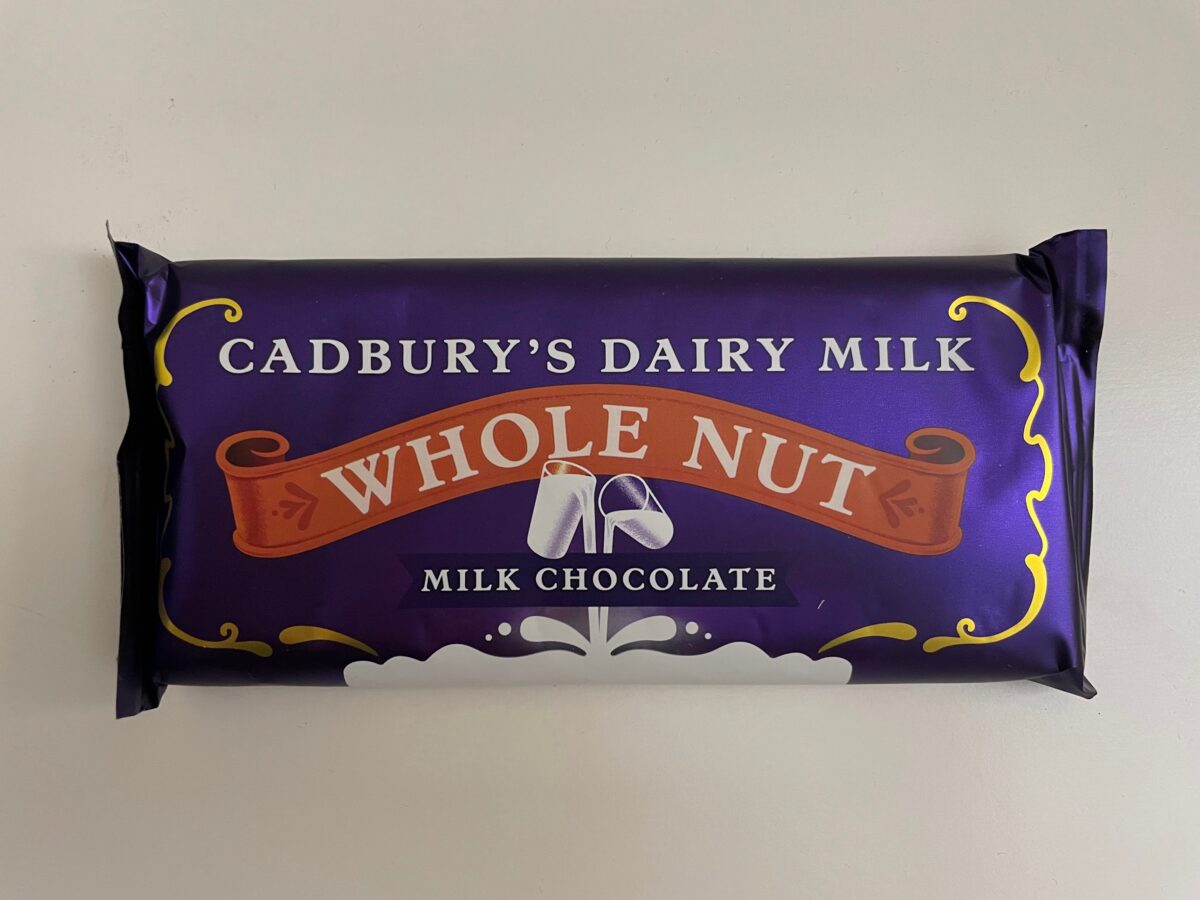 CADBURY'S DAIRY MILK
WHOLE NUT
MILK CHOCOLATE